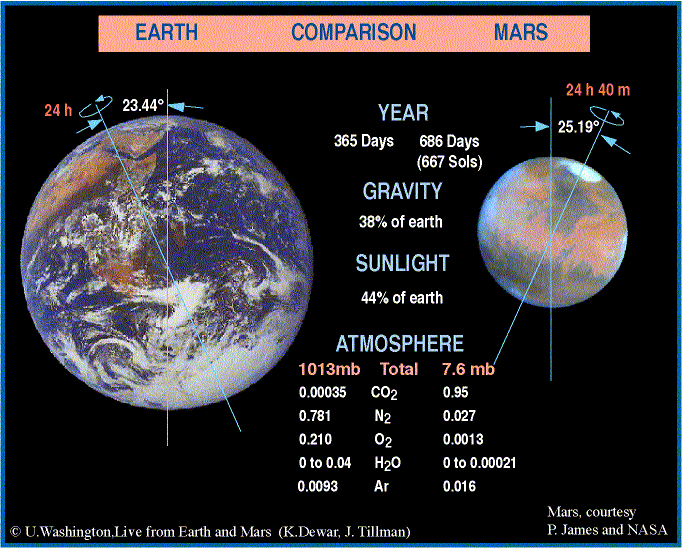 EARTH COMPARISON MARS
24 h 23.44° 24 h 40 m
25.19°
YEAR
365 Days 686 Days
(667 Sols)
GRAVITY
38% of earth
SUNLIGHT
44% of earth
ATMOSPHERE
1013mb Total 7.6 mb
0.00035 CO2 0.95
0.781 N2 0.027
0.210 O2 0.0013
0 to 0.04 H2O 0 to 0.00021
0.0093 Ar 0.016
Mars, courtesy
P. James and NASA
© U.Washington,Live from Earth and Mars (K.Dewar, J. Tillman)